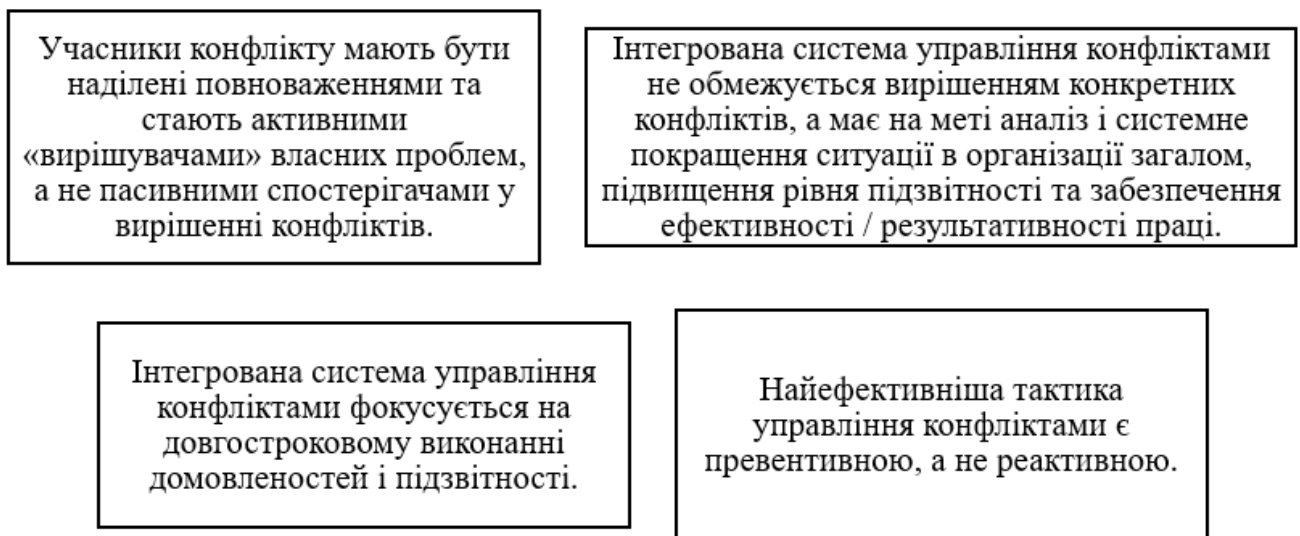 Учасники конфлікту мають бути
наділені повноваженнями та
стають активними
«вирішувачами» власних проблем,
а не пасивними спостерігачами у
вирішенні конфліктів.
Інтегрована система управління конфліктами
не обмежується вирішенням конкретних
конфліктів, а має на меті аналіз і системне
покращення ситуації в організації загалом,
підвищення рівня підзвітності та забезпечення
ефективності / результативності праці.
Інтегрована система управління
конфліктами фокусується на
довгостроковому виконанні
домовленостей і підзвітності.
Найефективніша тактика
управління конфліктами є
превентивною, а не реактивною.